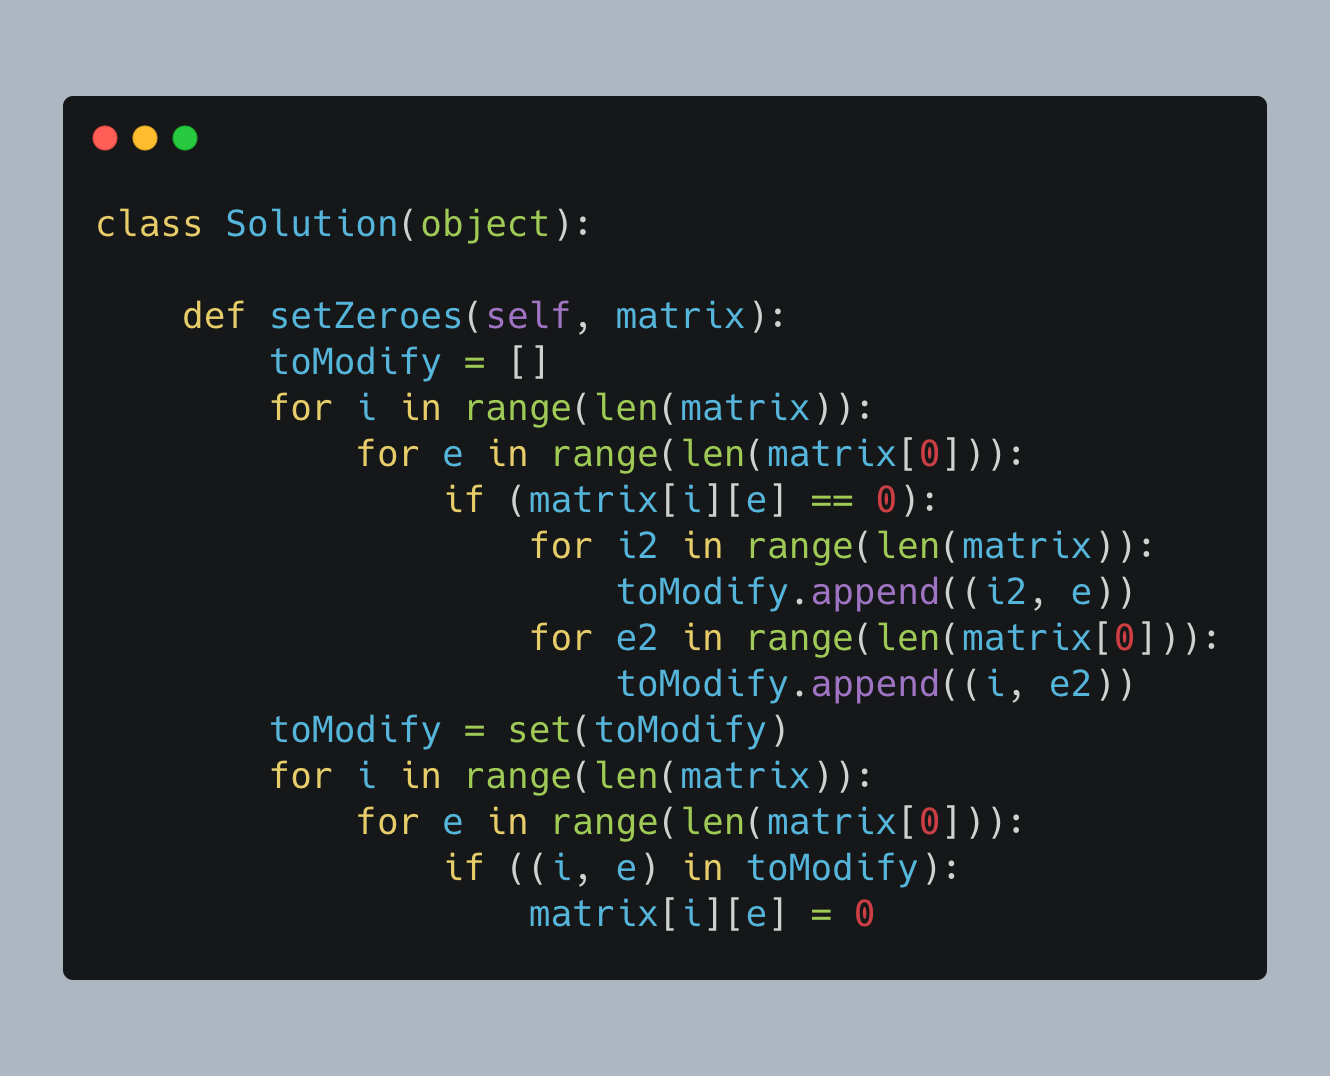 class Solution(object):

    def setZeroes(self, matrix):
        toModify = []
        for i in range(len(matrix)):
            for e in range(len(matrix[0])):
                if (matrix[i][e] == 0):
                    for i2 in range(len(matrix)):
                        toModify.append((i2, e))
                    for e2 in range(len(matrix[0])):
                        toModify.append((i, e2))
        toModify = set(toModify)
        for i in range(len(matrix)):
            for e in range(len(matrix[0])):
                if ((i, e) in toModify):
                    matrix[i][e] = 0